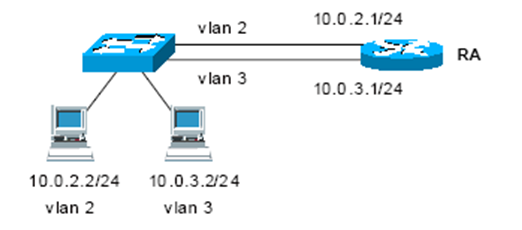 vlan 2
10.0.2.1/24
RA
vlan 3
10.0.3.1/24
10.0.2.2/24
10.0.3.2/24
vlan 2
vlan 3